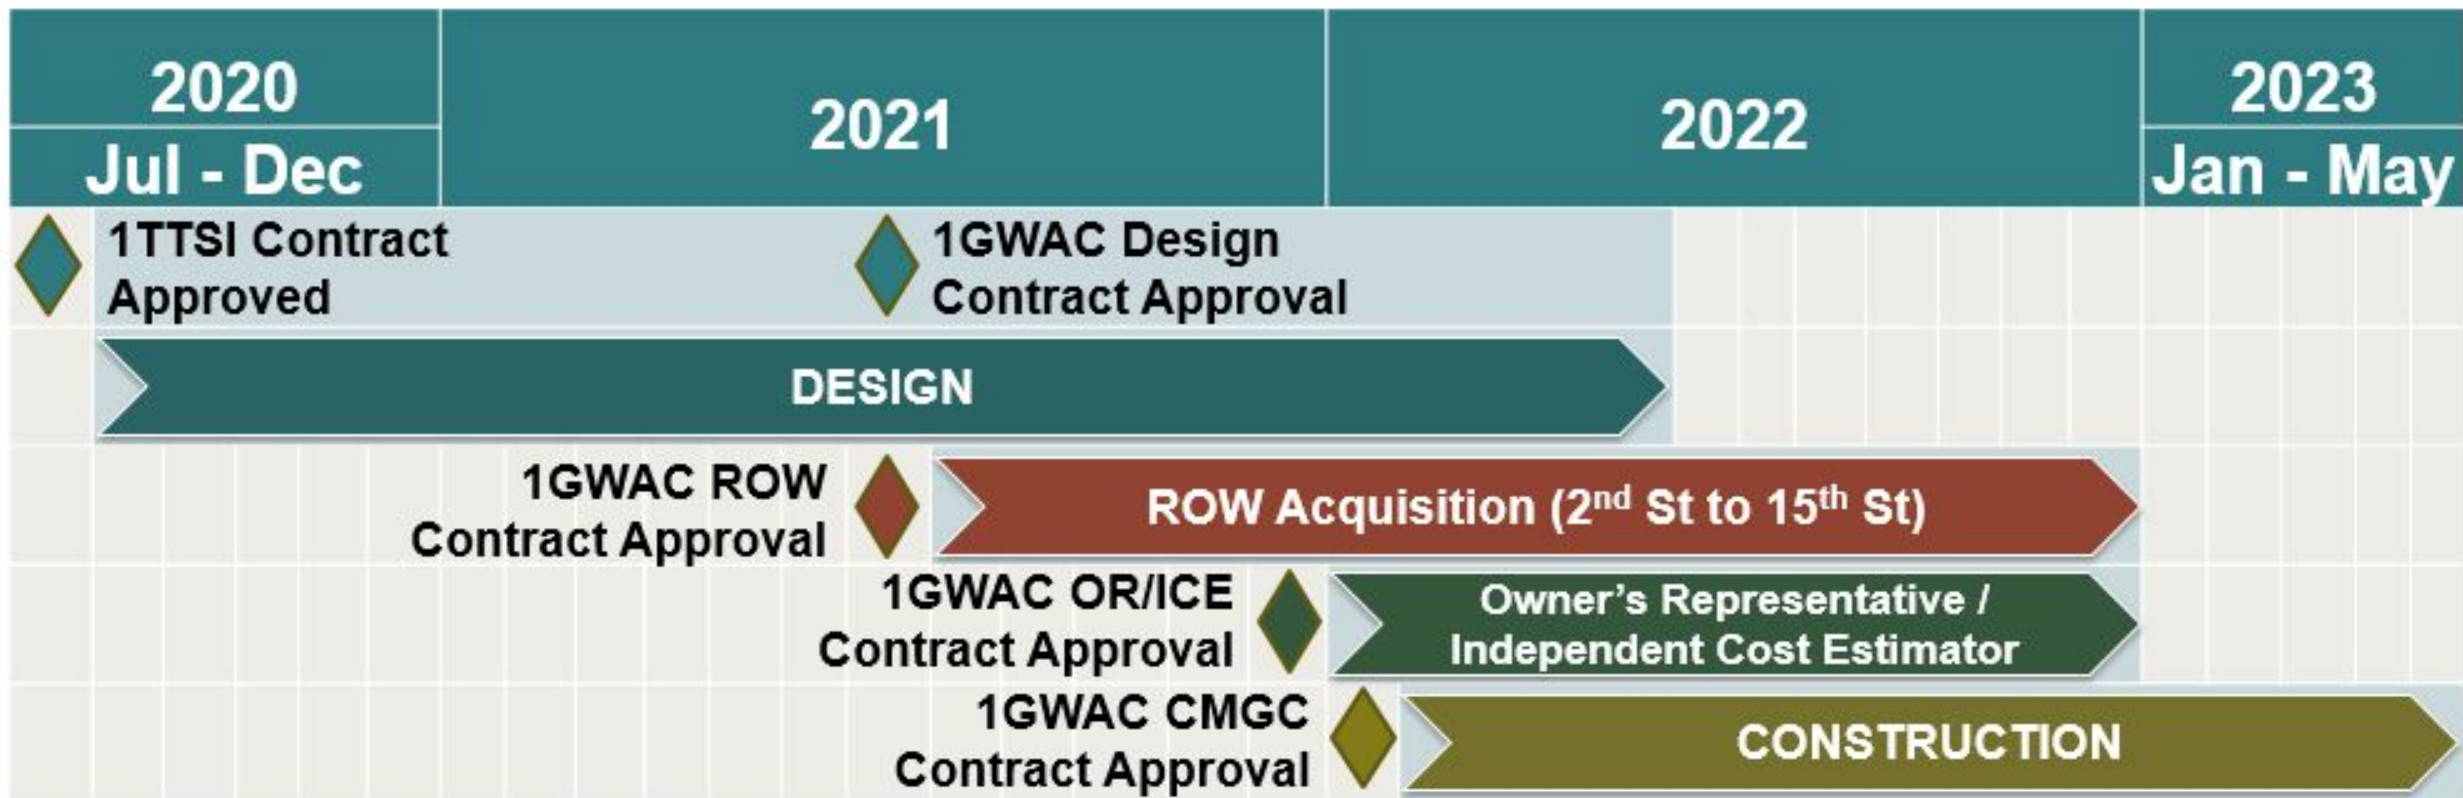 2020
Jul - Dec
2021
2022
2023
Jan - May
1TTSI Contract
Approved
1GWAC Design
Contract Approval
DESIGN
1GWAC ROW
Contract Approval
ROW Acquisition (2nd St to 15th St)
1GWAC OR/ICE
Contract Approval
Owner’s Representative /
Independent Cost Estimator
1GWAC CMGC
Contract Approval
CONSTRUCTION